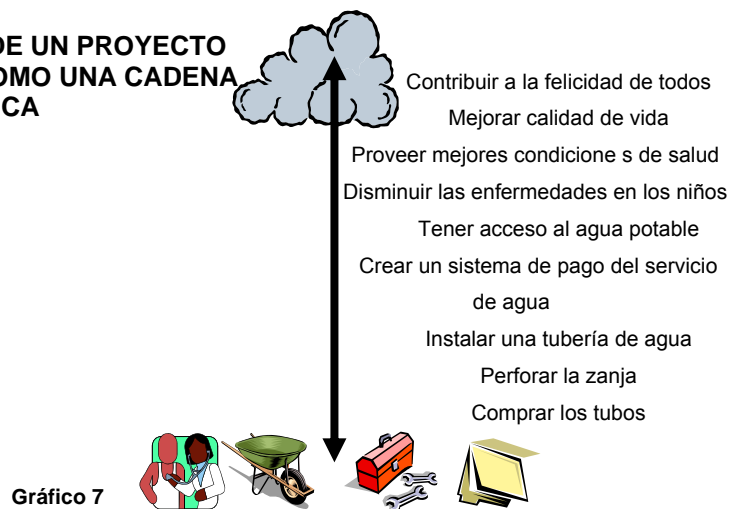 DE UN PROYECTO
OMO UNA CADENA
ICA
Contribuir a la felicidad de todos
Mejorar calidad de vida
Proveer mejores condicione s de salud
Disminuir las enfermedades en los niños
Tener acceso al agua potable
Crear un sistema de pago del servicio
de agua
Instalar una tubería de agua
Perforar la zanja
Comprar los tubos
Gráfico 7